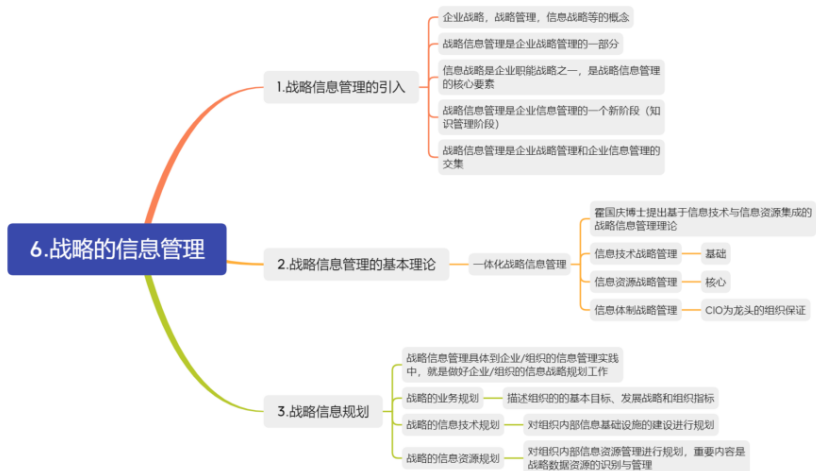 6.战略的信息管理
1.战略信息管理的引入
企业战略，战略管理，信息战略等的概念
战略信息管理是企业战略管理的一部分
信息战略是企业职能战略之一，是战略信息管理
的核心要素
战略信息管理是企业信息管理的一个新阶段（知
识管理阶段）
战略信息管理是企业战略管理和企业信息管理的
交集
2.战略信息管理的基本理论
一体化战略信息管理
霍国庆博士提出基于信息技术与信息资源集成的
战略信息管理理论
信息技术战略管理
基础
信息资源战略管理
核心
信息体制战略管理
CIO为龙头的组织保证
3.战略信息规划
战略信息管理具体到企业/组织的信息管理实践
中，就是做好企业/组织的信息战略规划工作
战略的业务规划
描述组织的的基本目标、发展战略和组织指标
战略的信息技术规划
对组织内部信息基础设施的建设进行规划
战略的信息资源规划
对组织内部信息资源管理进行规划，重要内容是
战略数据资源的识别与管理